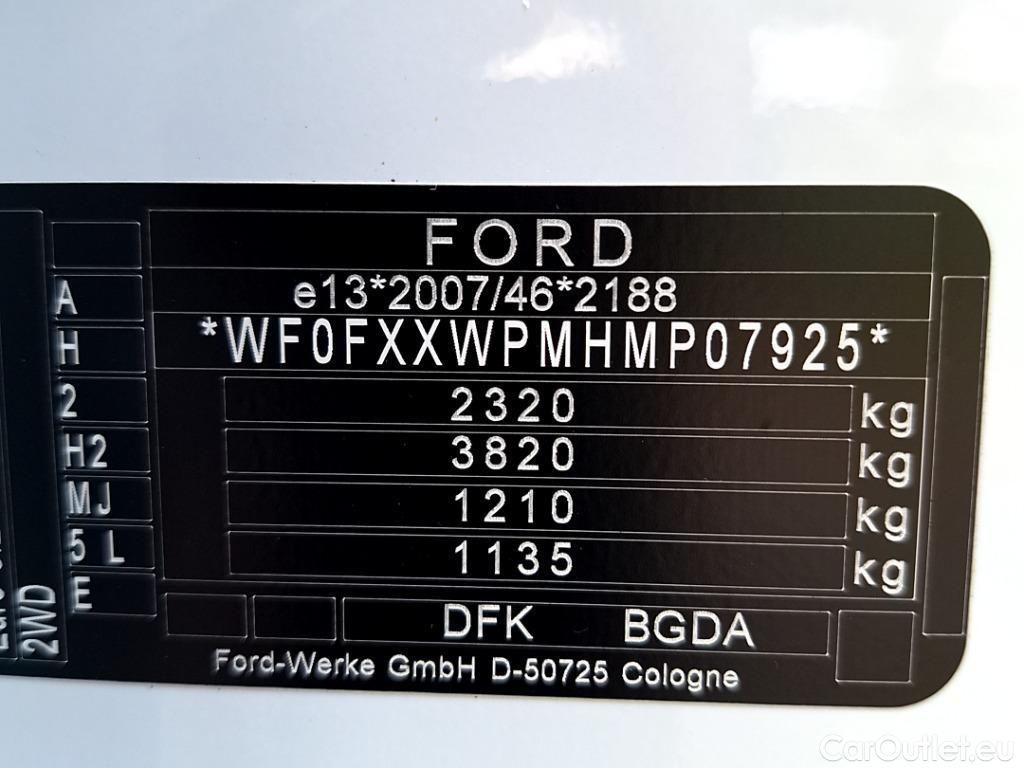 FORD
A e13*2007/46*2188
H *WF0FXXWPMHMP07925*
2 2320 kg
H2 3820 kg
MJ 1210 kg
5 L 1135 kg
E DFK BGDA
2WD
Ford-Werke GmbH D-50725 Cologne
CarOutlet.eu